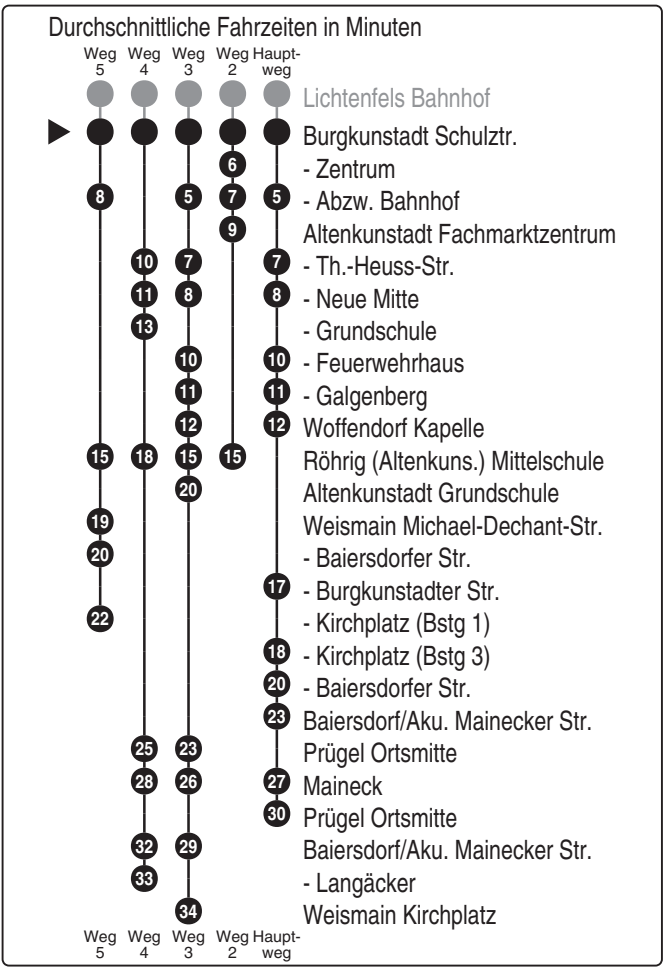 Durchschnittliche Fahrzeiten in Minuten
Weg Weg Weg Weg Haupt-
5 4 3 2 weg
Lichtenfels Bahnhof
Burgkunstadt Schulztr.
6 - Zentrum
8 5 7 5 - Abzw. Bahnhof
9 Altenkunstadt Fachmarktzentrum
10 7 7 - Th.-Heuss-Str.
11 8 8 - Neue Mitte
13 - Grundschule
10 10 - Feuerwehrhaus
11 11 - Galgenberg
12 12 Woffendorf Kapelle
15 18 15 15 Röhrig (Altenkuns.) Mittelschule
20 Altenkunstadt Grundschule
19 Weismain Michael-Dechant-Str.
20 - Baiersdorfer Str.
17 - Burgkunstadter Str.
22 - Kirchplatz (Bstg 1)
18 - Kirchplatz (Bstg 3)
20 - Baiersdorfer Str.
23 Baiersdorf/Aku. Mainecker Str.
25 23 Prügel Ortsmitte
28 26 27 Maineck
30 Prügel Ortsmitte
32 29 Baiersdorf/Aku. Mainecker Str.
33 - Langäcker
34 Weismain Kirchplatz
Weg Weg Weg Weg Haupt-
5 4 3 2 weg